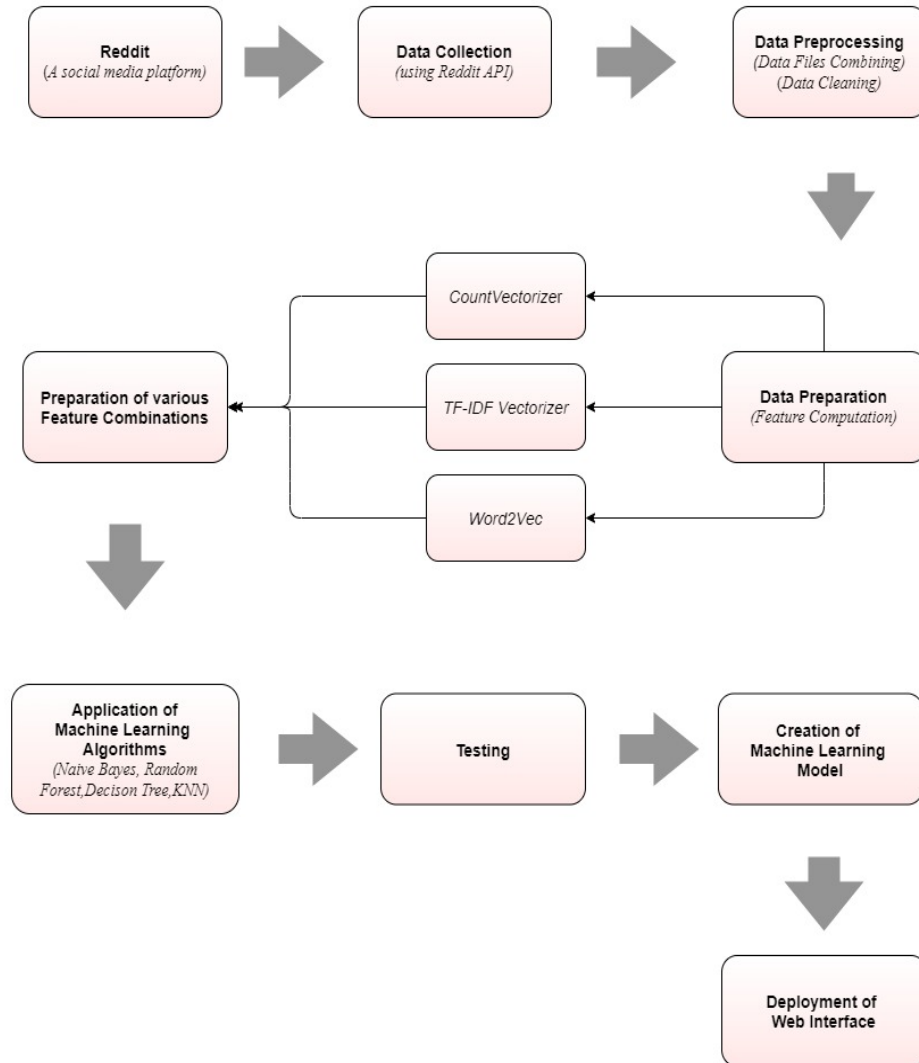 Reddit
(A social media platform)
Data Collection
(using Reddit API)
Data Preprocessing
(Data Files Combining)
(Data Cleaning)
CountVectorizer
Preparation of various
Feature Combinations
TF-IDF Vectorizer
Data Preparation
(Feature Computation)
Word2Vec
Application of
Machine Learning
Algorithms
(Naive Bayes, Random
Forest,Decison Tree,KNN)
Testing
Creation of
Machine Learning
Model
Deployment of
Web Interface